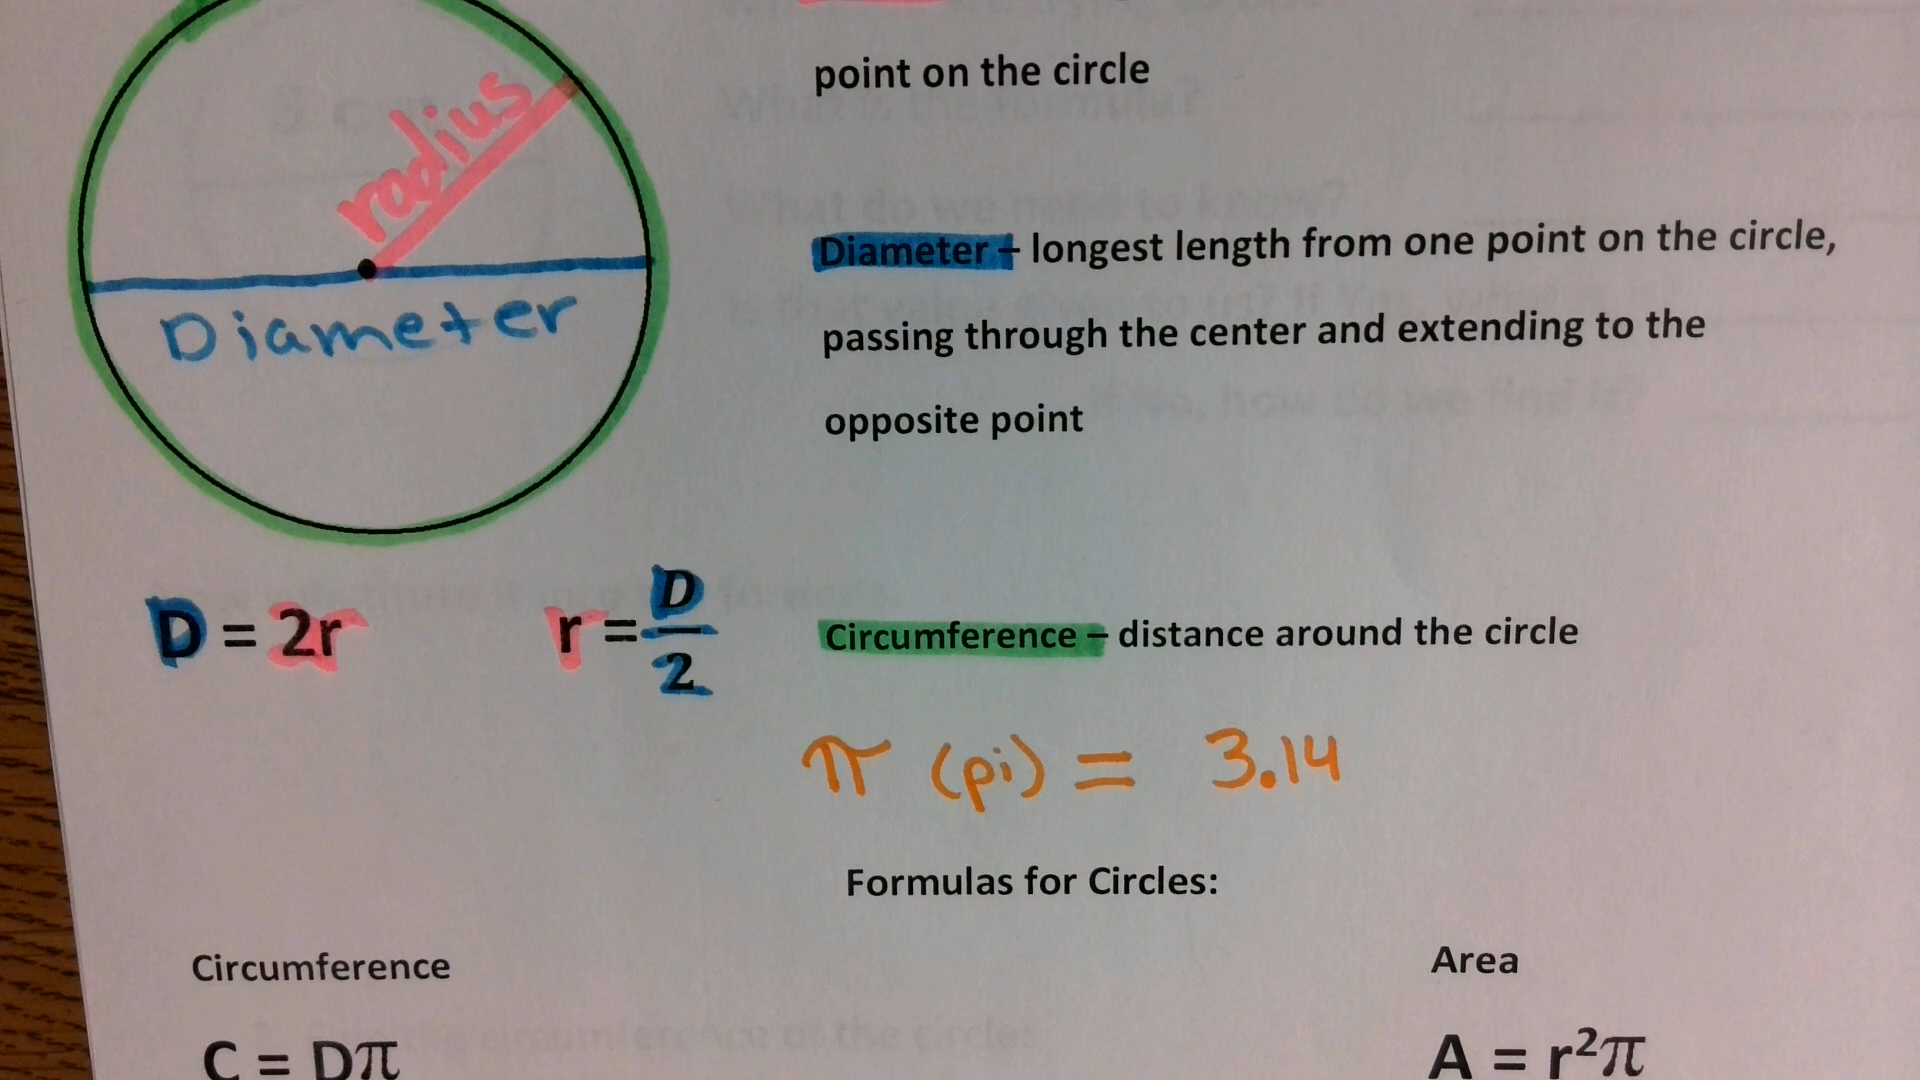 point on the circle
radius
Diameter
Diameter – longest length from one point on the circle,
passing through the center and extending to the
opposite point
D = 2r
r = D/2
Circumference – distance around the circle
π (pi) = 3.14
Formulas for Circles:
Circumference
Area
C = Dπ
A = r²π